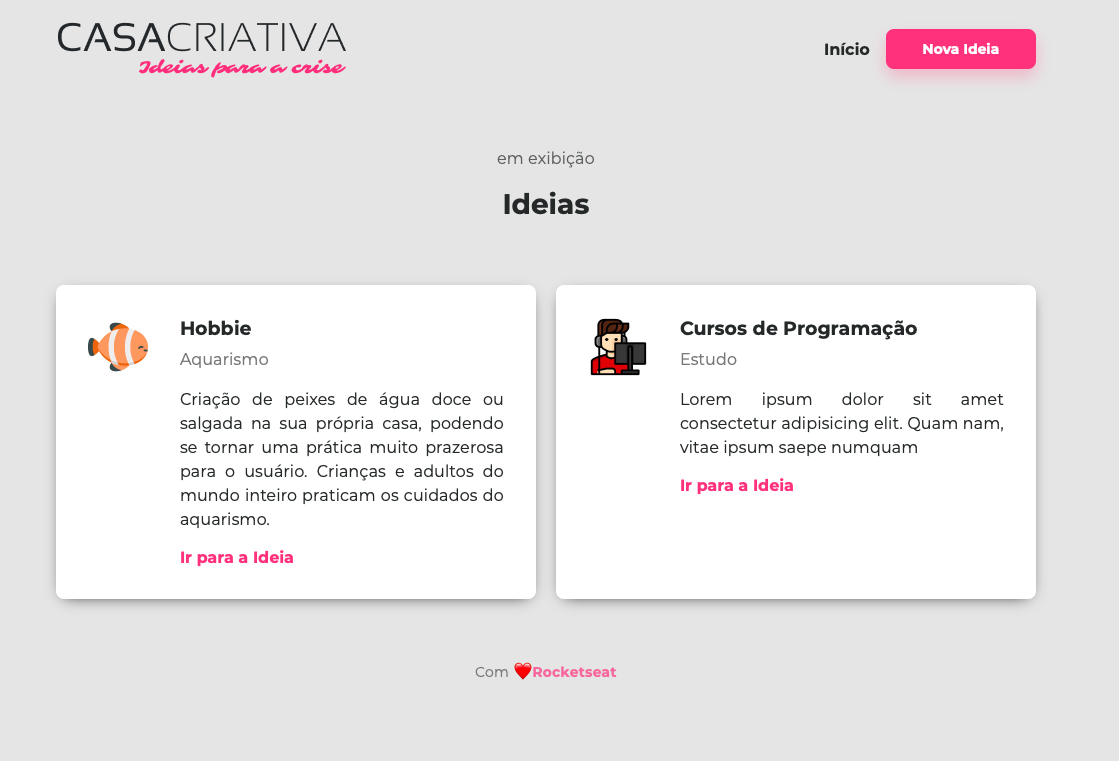 CASACRIATIVA
Ideias para a crise
Início
Nova Ideia
em exibição
Ideias
Hobbie
Aquarismo
Criação de peixes de água doce ou
salgada na sua própria casa, podendo
se tornar uma prática muito prazerosa
para o usuário. Crianças e adultos do
mundo inteiro praticam os cuidados do
aquarismo.
Ir para a Ideia
Cursos de Programação
Estudo
Lorem ipsum dolor sit amet
consectetur adipisicing elit. Quam nam,
vitae ipsum saepe numquam
Ir para a Ideia
Com ❤️Rocketseat